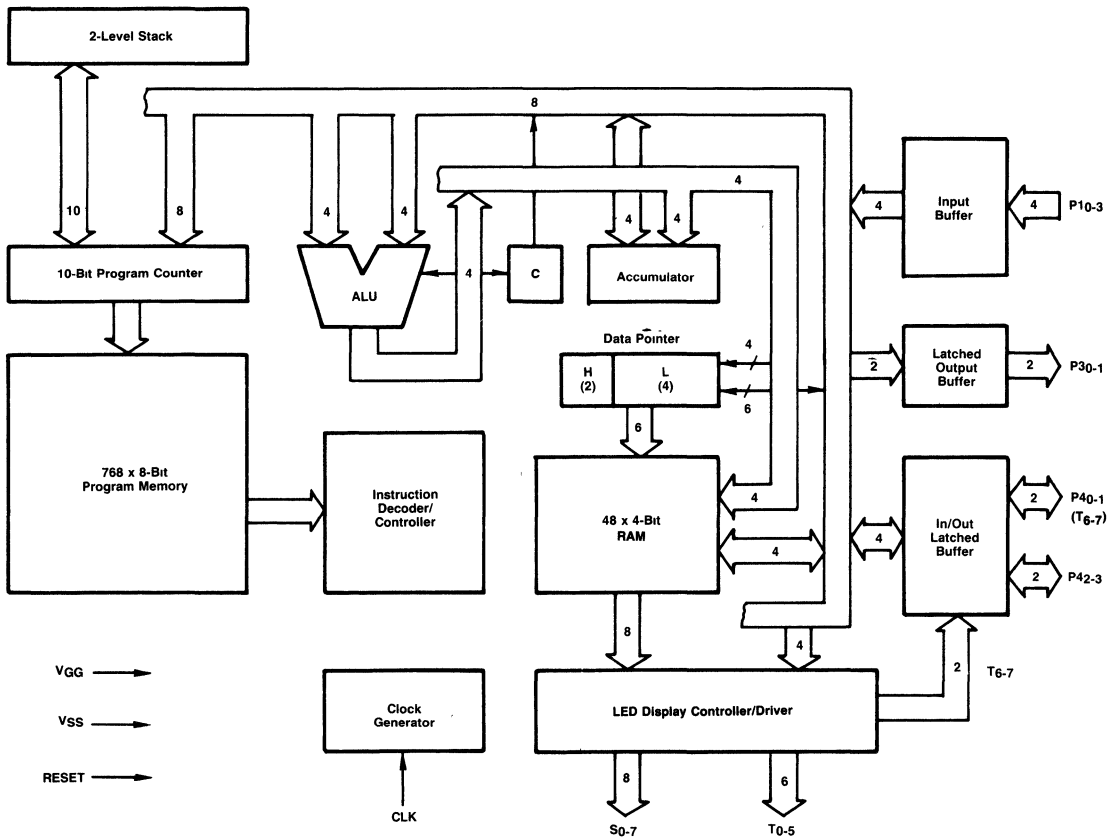 2-Level Stack
8
10
8
4
4
4
4
4
4
Input
Buffer
4
P10-3
10-Bit Program Counter
ALU
4
C
Accumulator
Data Pointer
H
(2)
L
(4)
4
6
6
2
Latched
Output
Buffer
2
P30-1
768 x 8-Bit
Program Memory
Instruction
Decoder/
Controller
48 x 4-Bit
RAM
4
4
4
In/Out
Latched
Buffer
2
P40-1
(T6-7)
2
P42-3
8
4
2
T6-7
VGG
VSS
RESET
Clock
Generator
CLK
LED Display Controller/Driver
8
6
S0-7
T0-5